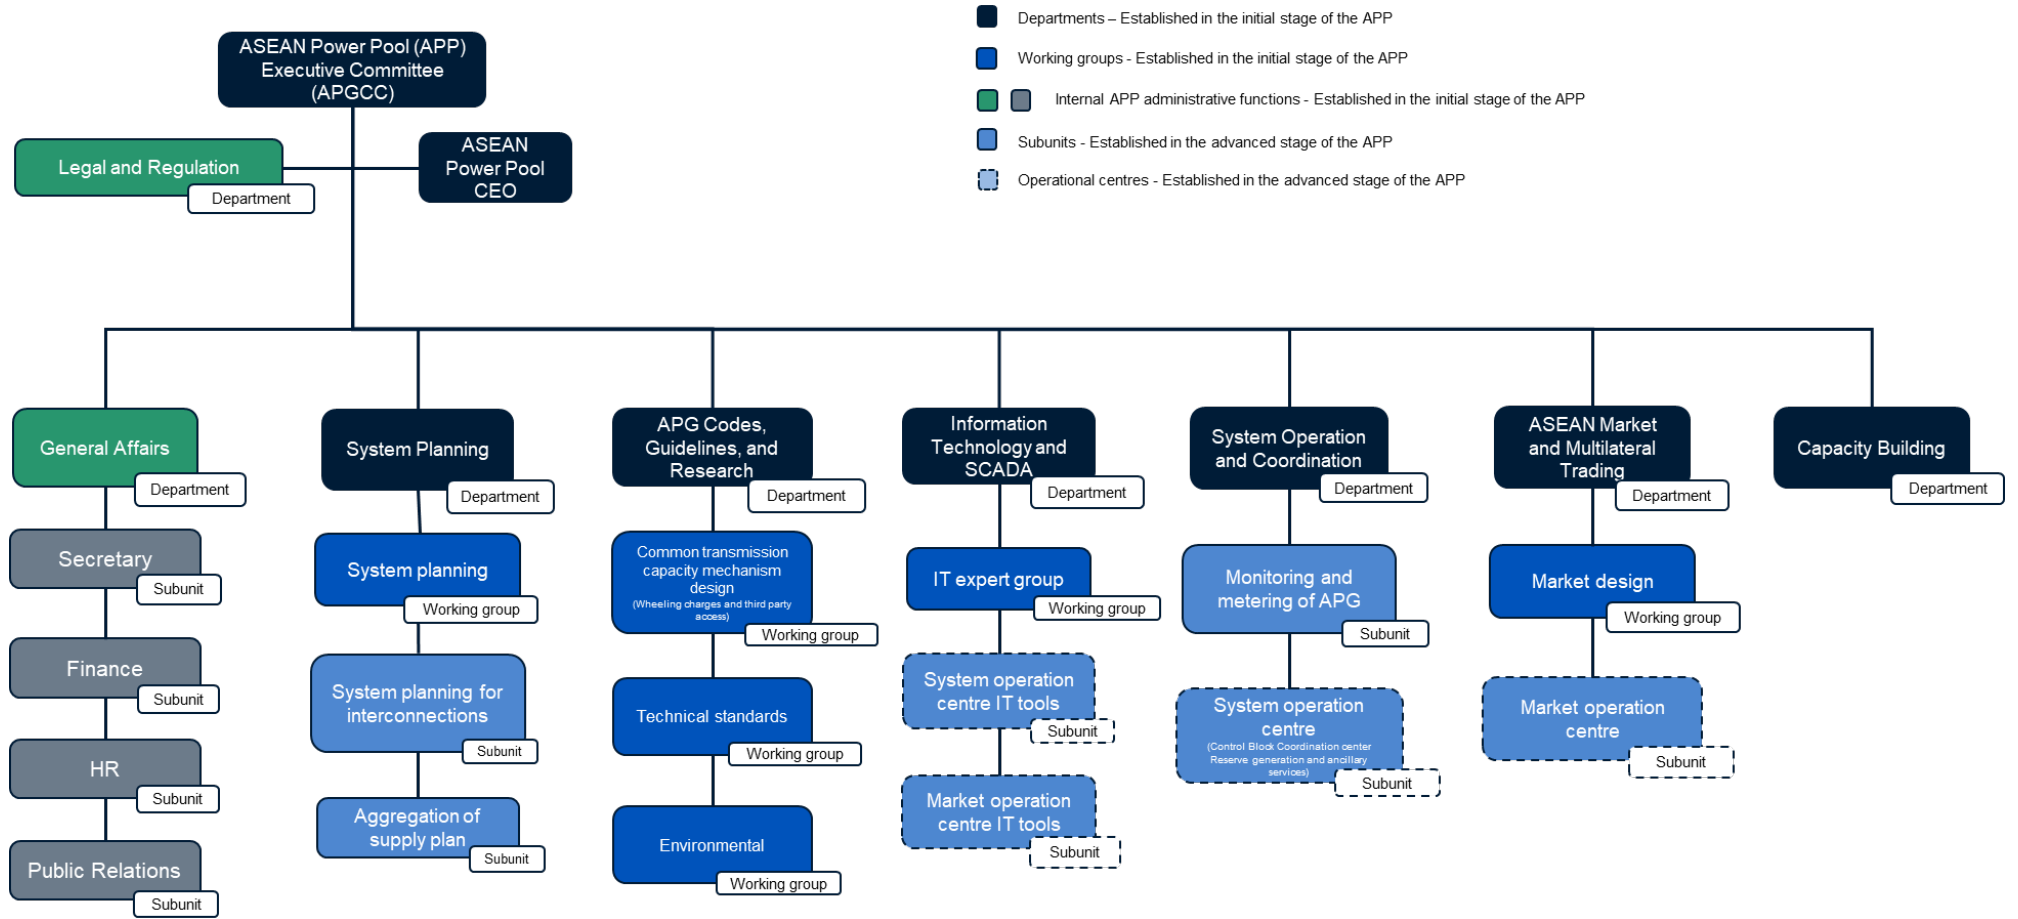 Departments – Established in the initial stage of the APP
Working groups - Established in the initial stage of the APP
Internal APP administrative functions - Established in the initial stage of the APP
Subunits - Established in the advanced stage of the APP
Operational centres - Established in the advanced stage of the APP
ASEAN Power Pool (APP)
Executive Committee
(APGCC)
Legal and Regulation
Department
ASEAN
Power Pool
CEO
General Affairs
Department
Secretary
Subunit
Finance
Subunit
HR
Subunit
Public Relations
Subunit
System Planning
Department
System planning
Working group
System planning for
interconnections
Subunit
Aggregation of
supply plan
Subunit
APG Codes,
Guidelines, and
Research
Department
Common transmission
capacity mechanism
design
(Wheeling charges and third party
access)
Working group
Technical standards
Working group
Environmental
Working group
Information
Technology and
SCADA
Department
IT expert group
Working group
System operation
centre IT tools
Subunit
Market operation
centre IT tools
Subunit
System Operation
and Coordination
Department
Monitoring and
metering of APG
Subunit
System operation
centre
(Control Block Coordination center
Reserve generation and ancillary
services)
Subunit
ASEAN Market
and Multilateral
Trading
Department
Market design
Working group
Market operation
centre
Subunit
Capacity Building
Department